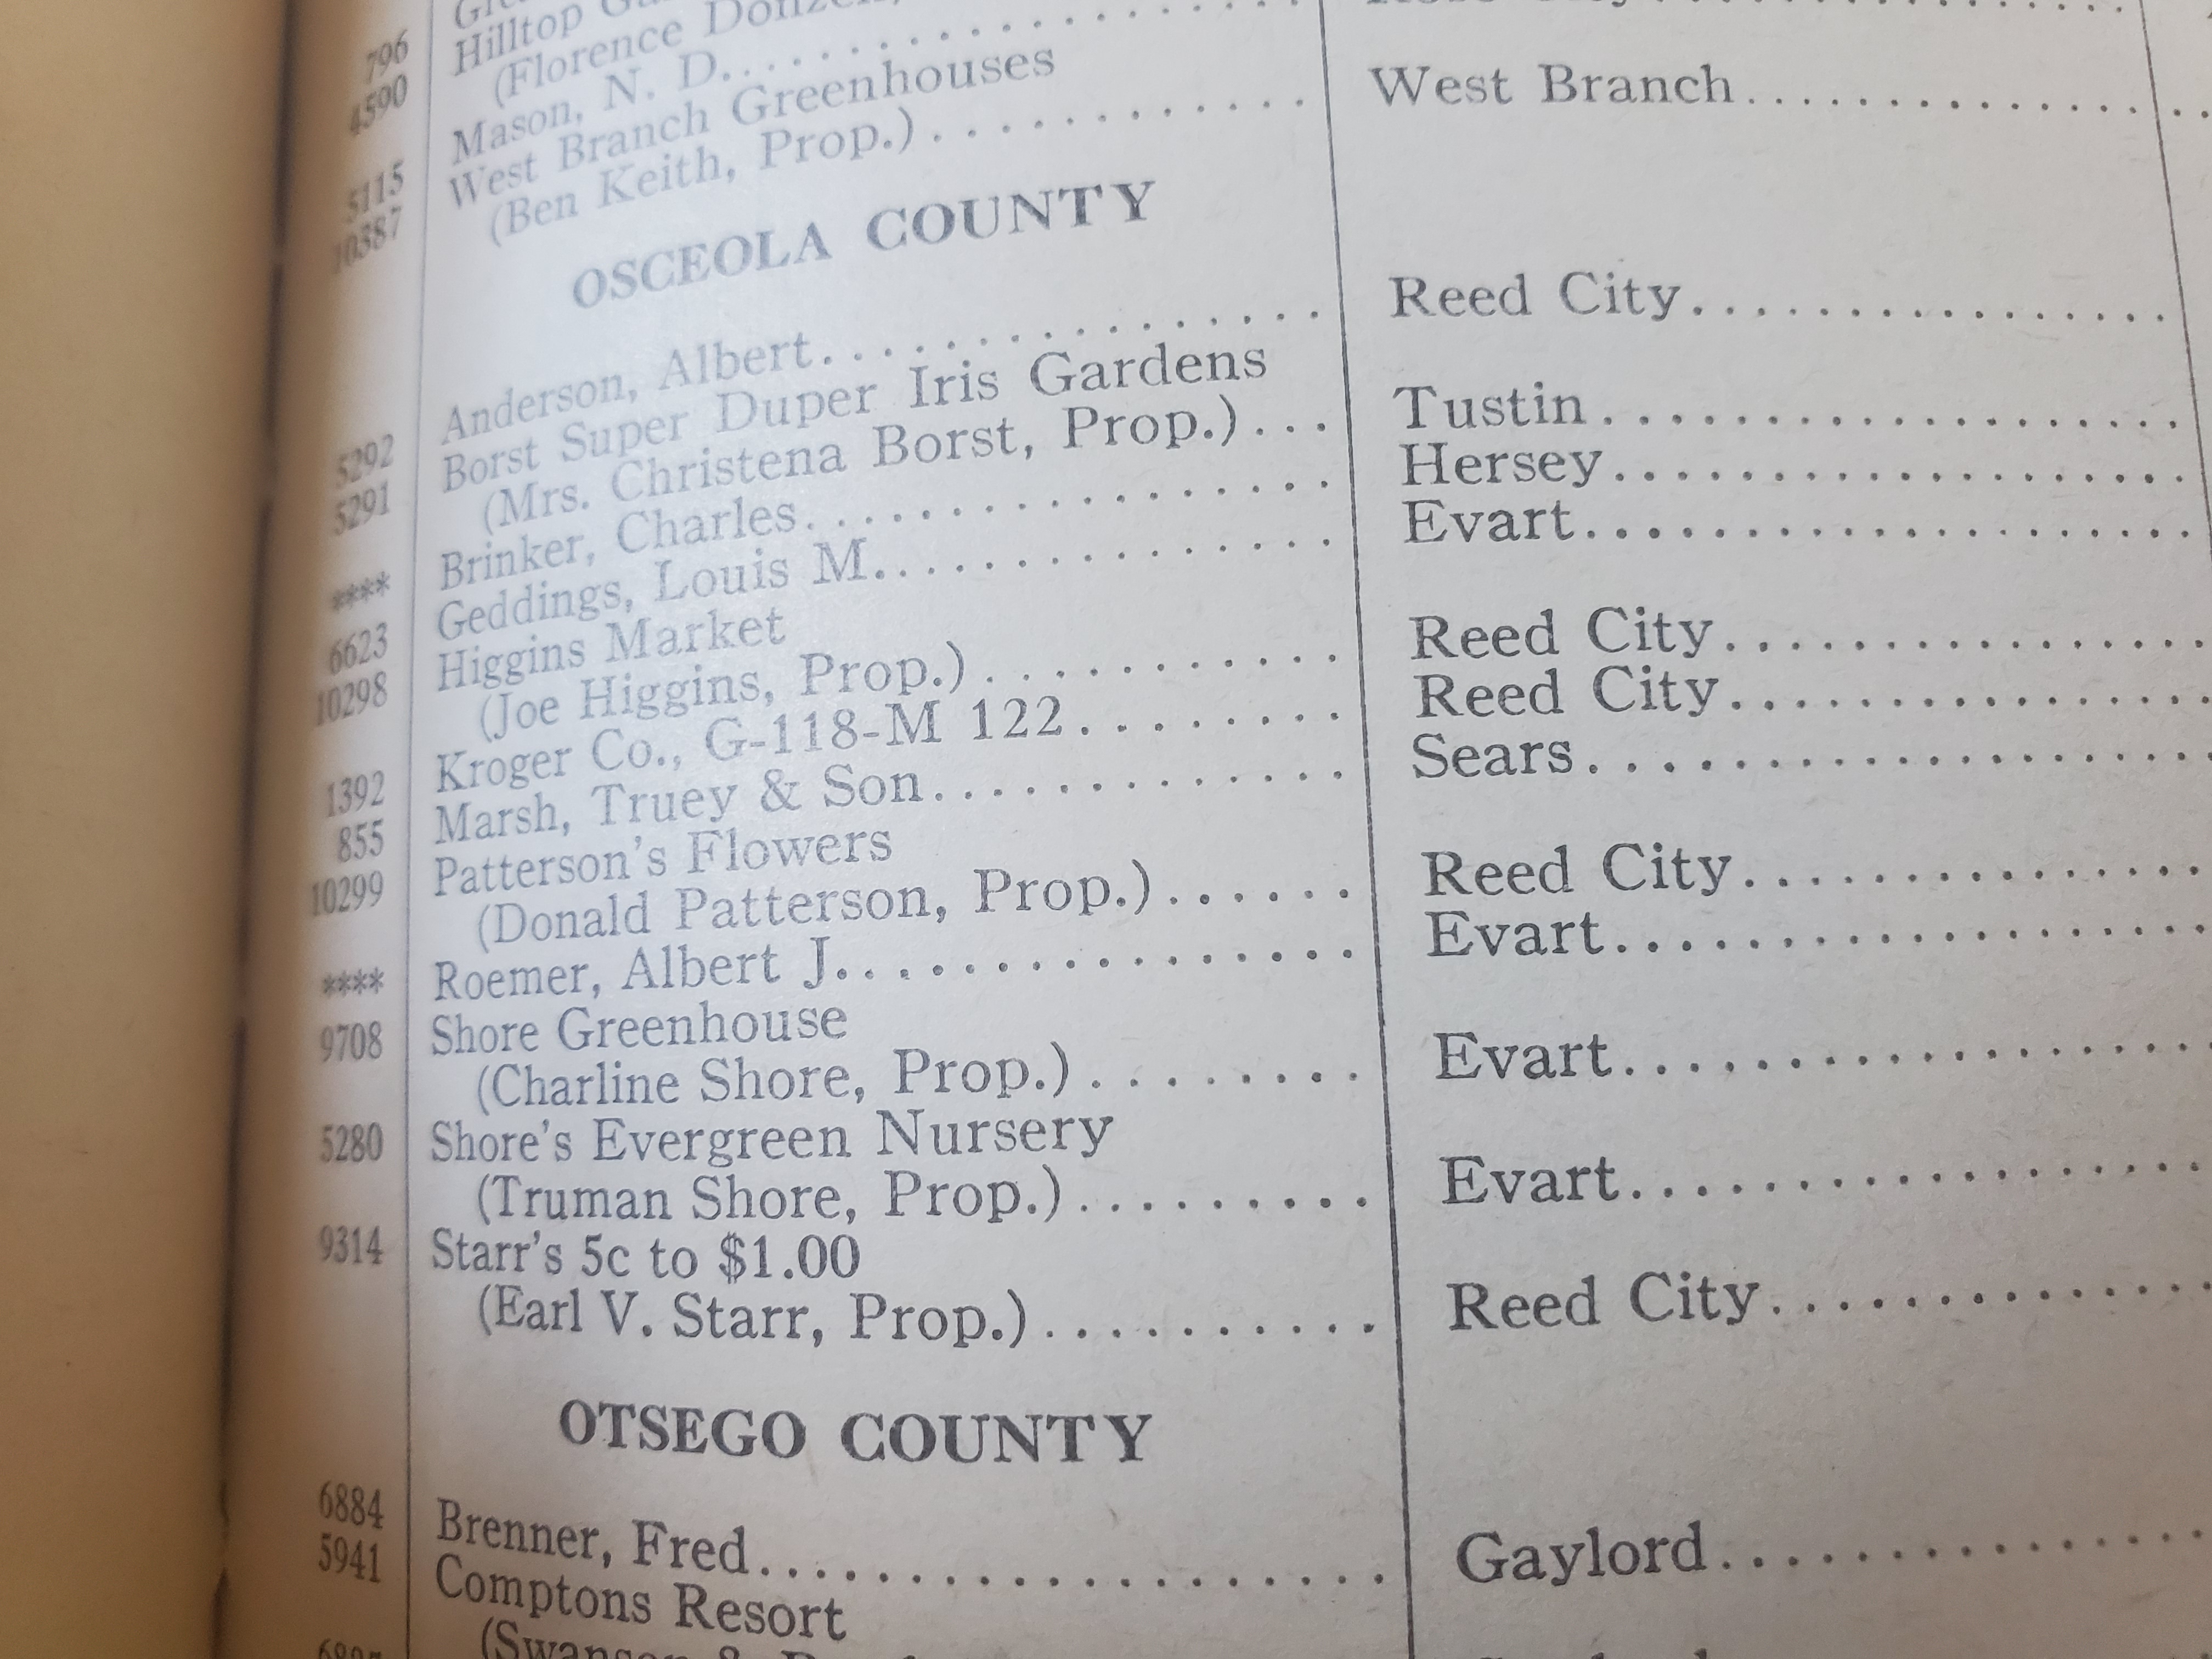 796 Hilltop
4590 (Florence
Mason, N. D.
5115 West Branch Greenhouses
10387 (Ben Keith, Prop.) West Branch
OSCEOLA COUNTY
Anderson, Albert Reed City
5292 Borst Super Duper Iris Gardens
5291 (Mrs. Christena Borst, Prop.) Tustin
Brinker, Charles Hersey
**** Geddings, Louis M. Evart
6623 Higgins Market
10298 (Joe Higgins, Prop.) Reed City
Kroger Co., G-118-M 122 Reed City
1392 Marsh, Truey & Son Sears
855 Patterson's Flowers
10299 (Donald Patterson, Prop.) Reed City
**** Roemer, Albert J. Evart
9708 Shore Greenhouse
(Charline Shore, Prop.) Evart
5280 Shore's Evergreen Nursery
(Truman Shore, Prop.) Evart
9314 Starr's 5c to $1.00
(Earl V. Starr, Prop.) Reed City
OTSEGO COUNTY
6884 Brenner, Fred Gaylord
5941 Comptons Resort